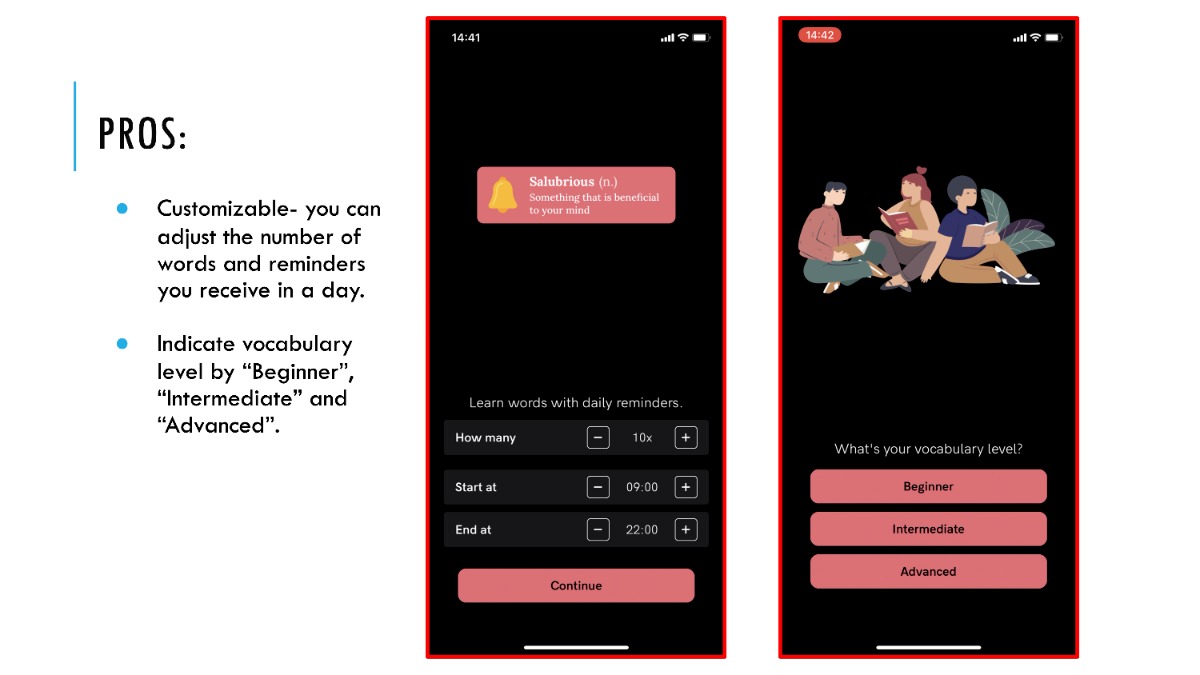 PROS:
Customizable- you can
adjust the number of
words and reminders
you receive in a day.
Indicate vocabulary
level by “Beginner”,
“Intermediate” and
“Advanced”.
14:41
Salubrious (n.)
Something that is beneficial
to your mind
Learn words with daily reminders.
How many − 10x +
Start at − 09:00 +
End at − 22:00 +
Continue
14:42
What's your vocabulary level?
Beginner
Intermediate
Advanced